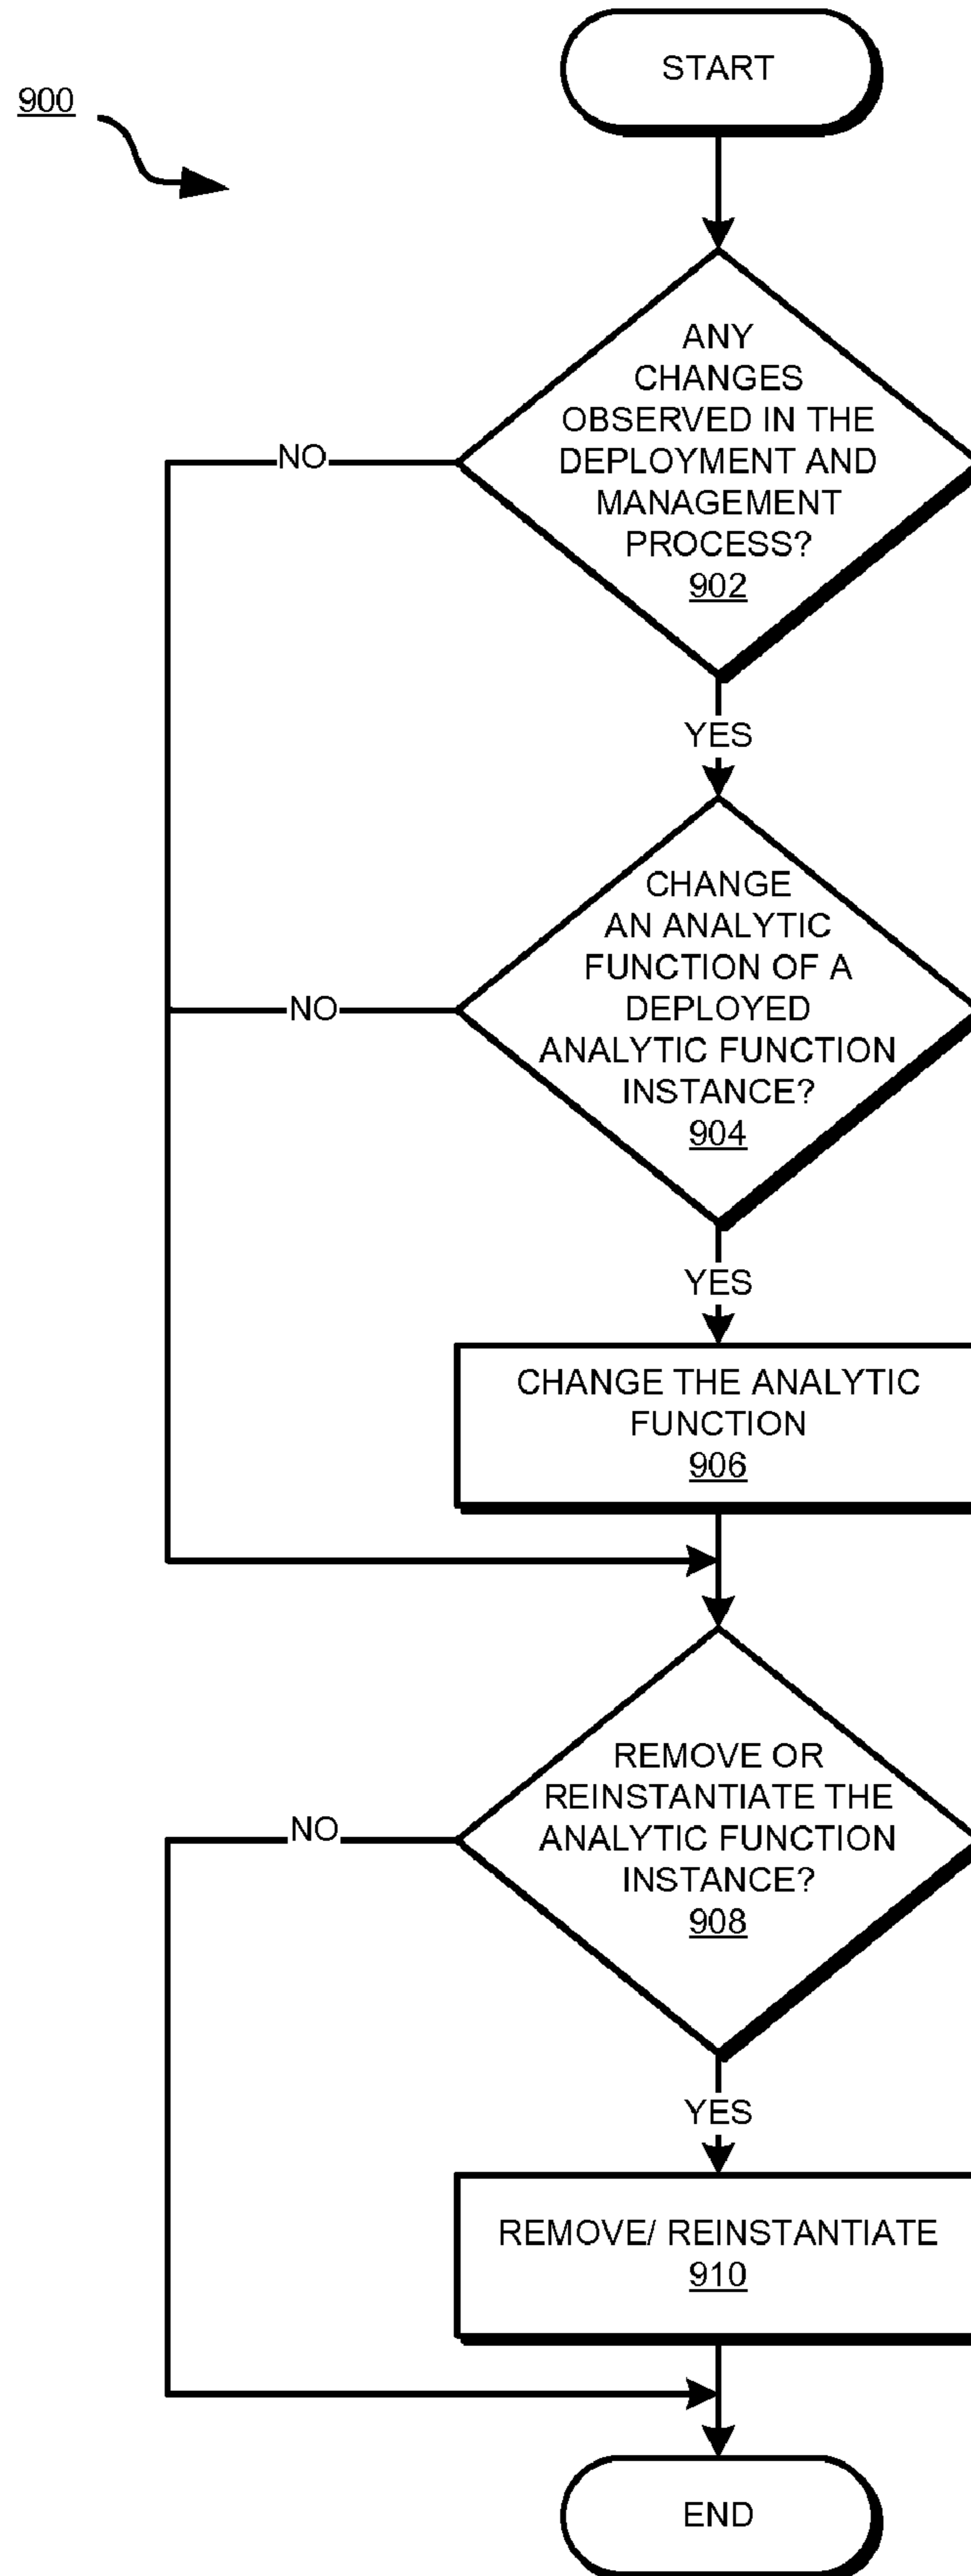 START
900
ANY
CHANGES
OBSERVED IN THE
DEPLOYMENT AND
MANAGEMENT
PROCESS?
902
NO
YES
CHANGE
AN ANALYTIC
FUNCTION OF A
DEPLOYED
ANALYTIC FUNCTION
INSTANCE?
904
NO
YES
CHANGE THE ANALYTIC
FUNCTION
906
REMOVE OR
REINSTANTIATE THE
ANALYTIC FUNCTION
INSTANCE?
908
NO
YES
REMOVE/ REINSTANTIATE
910
END